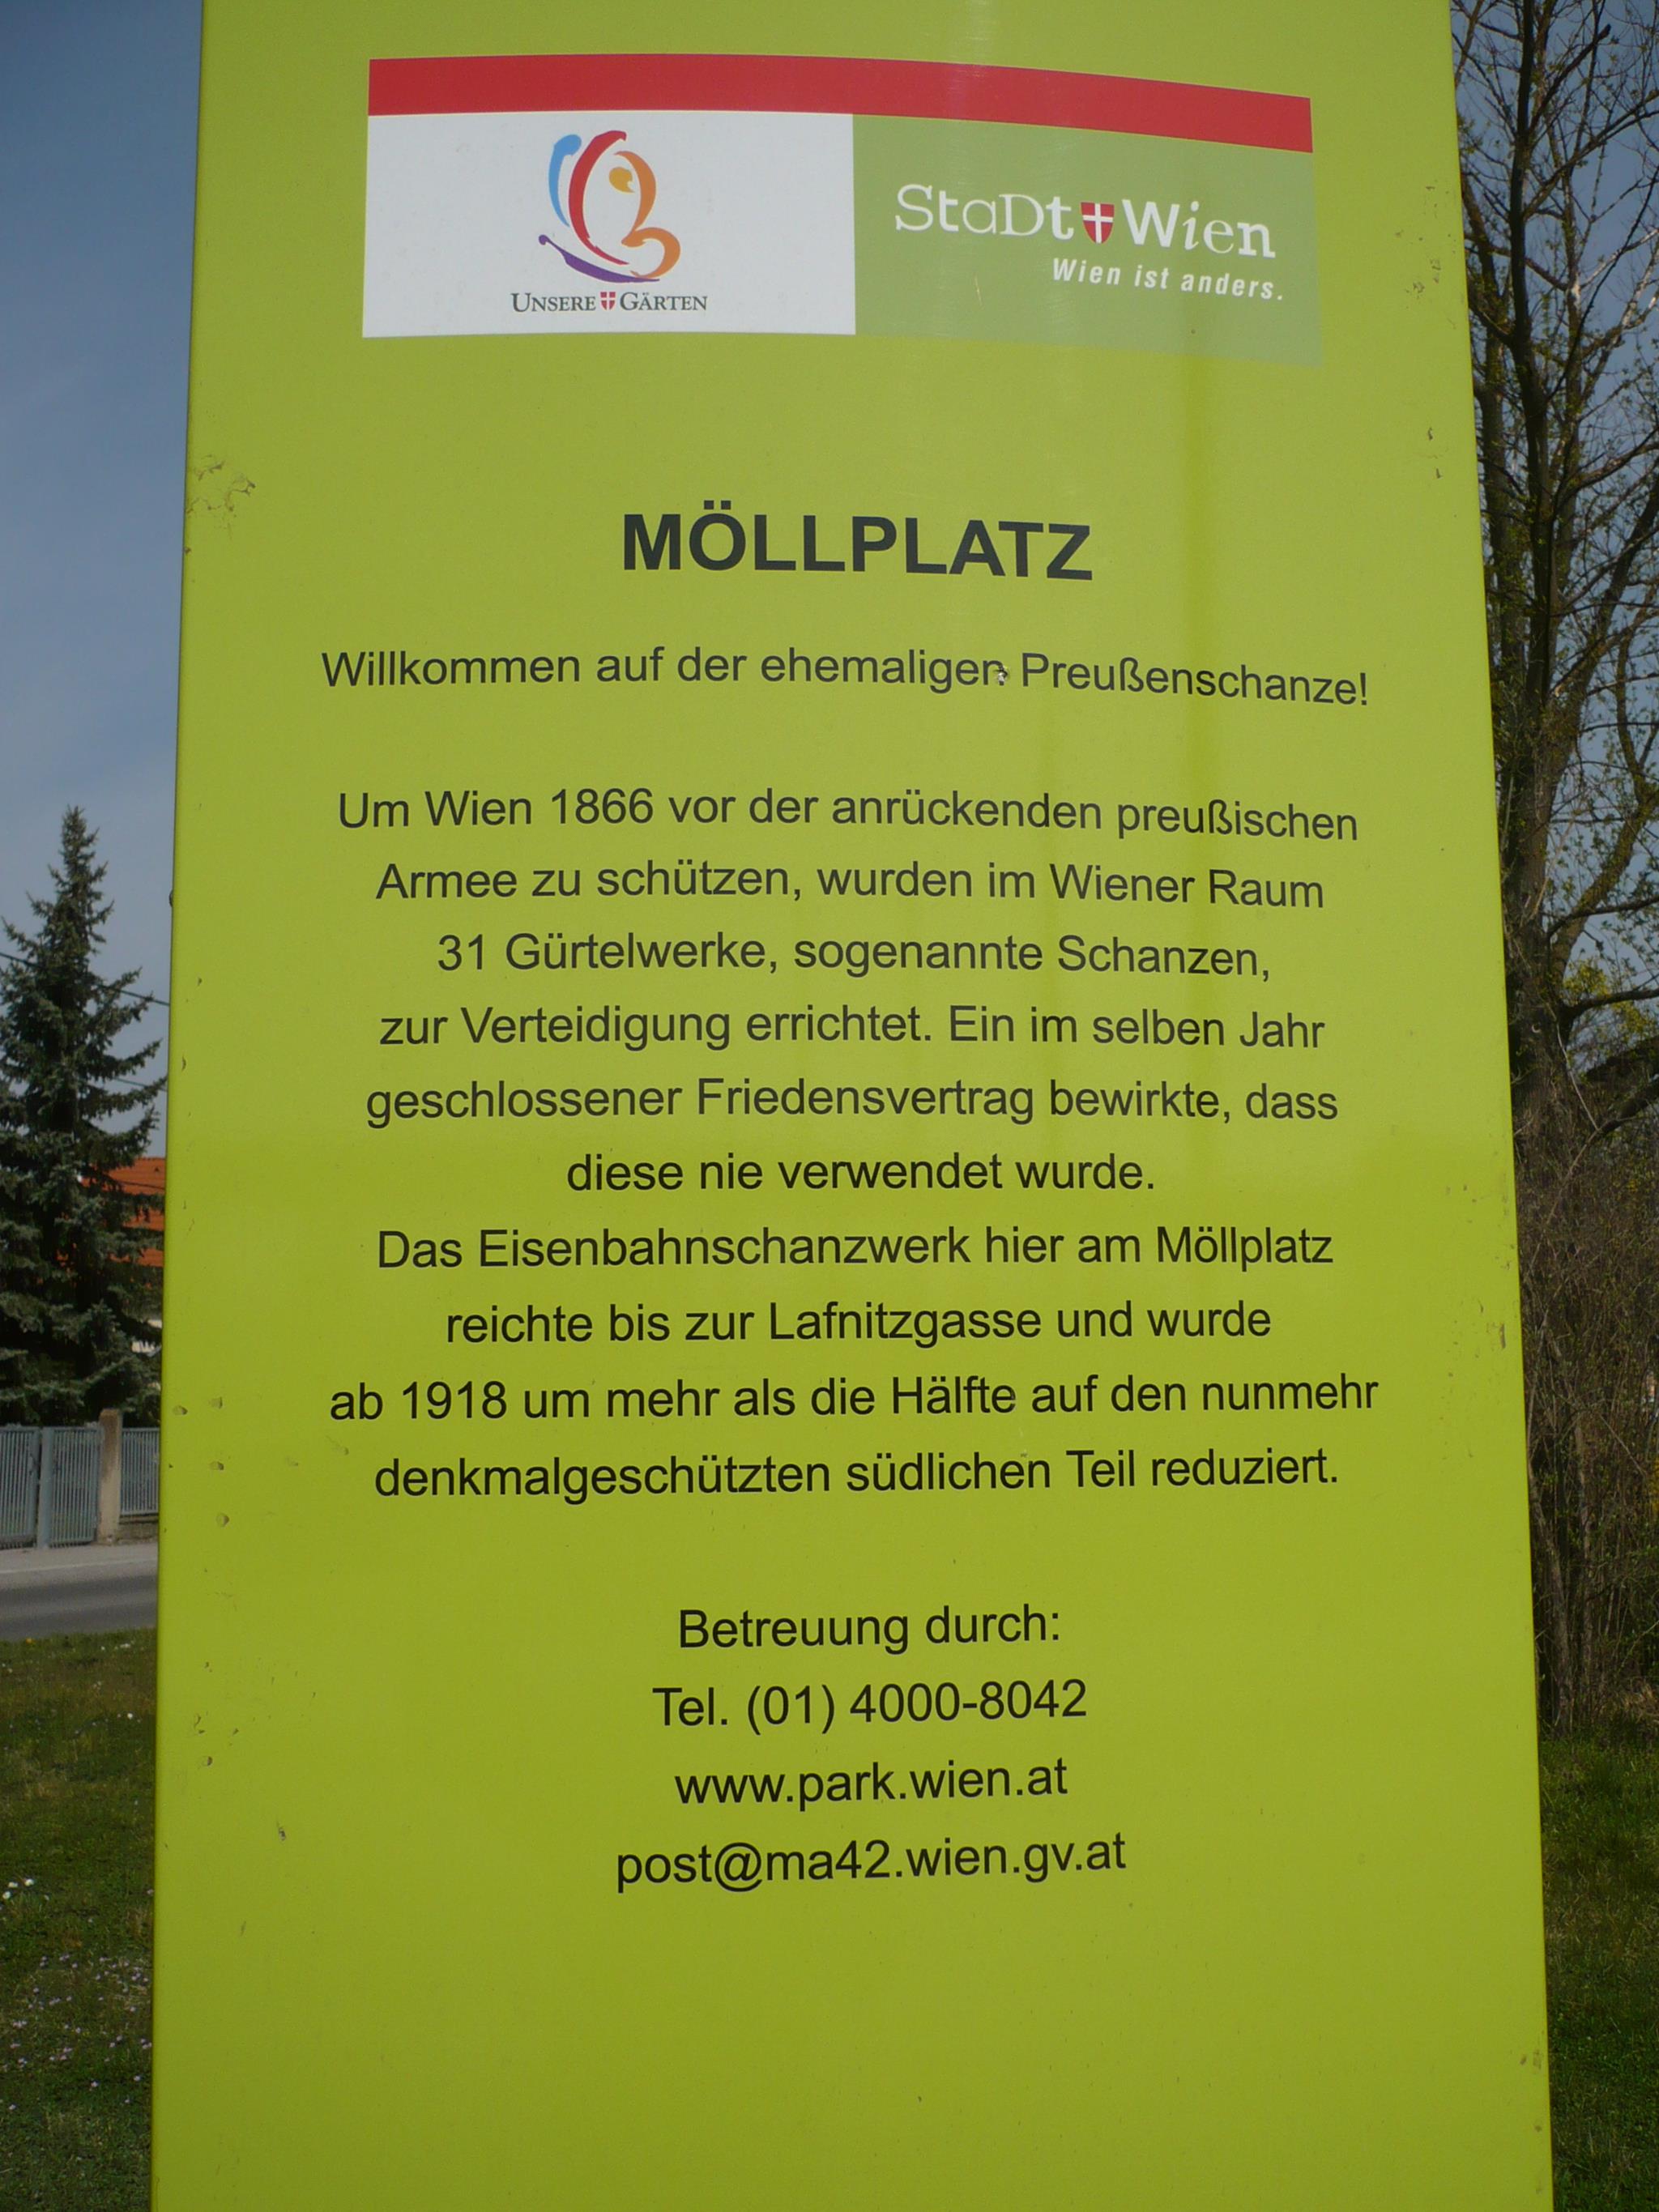 UNSERE GÄRTEN
StaDt Wien
Wien ist anders.
MÖLLPLATZ
Willkommen auf der ehemaligen Preußenschanze!
Um Wien 1866 vor der anrückenden preußischen
Armee zu schützen, wurden im Wiener Raum
31 Gürtelwerke, sogenannte Schanzen,
zur Verteidigung errichtet. Ein im selben Jahr
geschlossener Friedensvertrag bewirkte, dass
diese nie verwendet wurde.
Das Eisenbahnschanzwerk hier am Möllplatz
reichte bis zur Lafnitzgasse und wurde
ab 1918 um mehr als die Hälfte auf den nunmehr
denkmalgeschützten südlichen Teil reduziert.
Betreuung durch:
Tel. (01) 4000-8042
www.park.wien.at
post@ma42.wien.gv.at